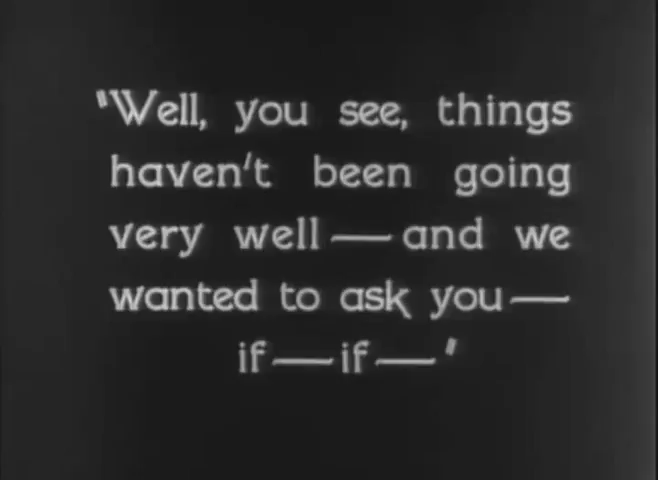 "Well, you see, things
haven't been going
very well — and we
wanted to ask you —
if — if — "